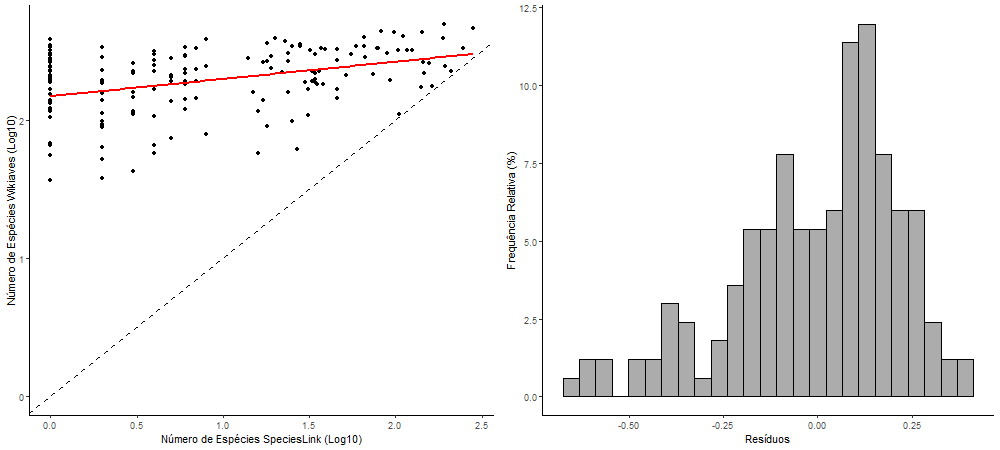 Número de Espécies Wikiaves (Log10)
2
1
0
0.0 0.5 1.0 1.5 2.0 2.5
Número de Espécies SpeciesLink (Log10)
Frequência Relativa (%)
12.5
10.0
7.5
5.0
2.5
0.0
-0.50 -0.25 0.00 0.25
Resíduos